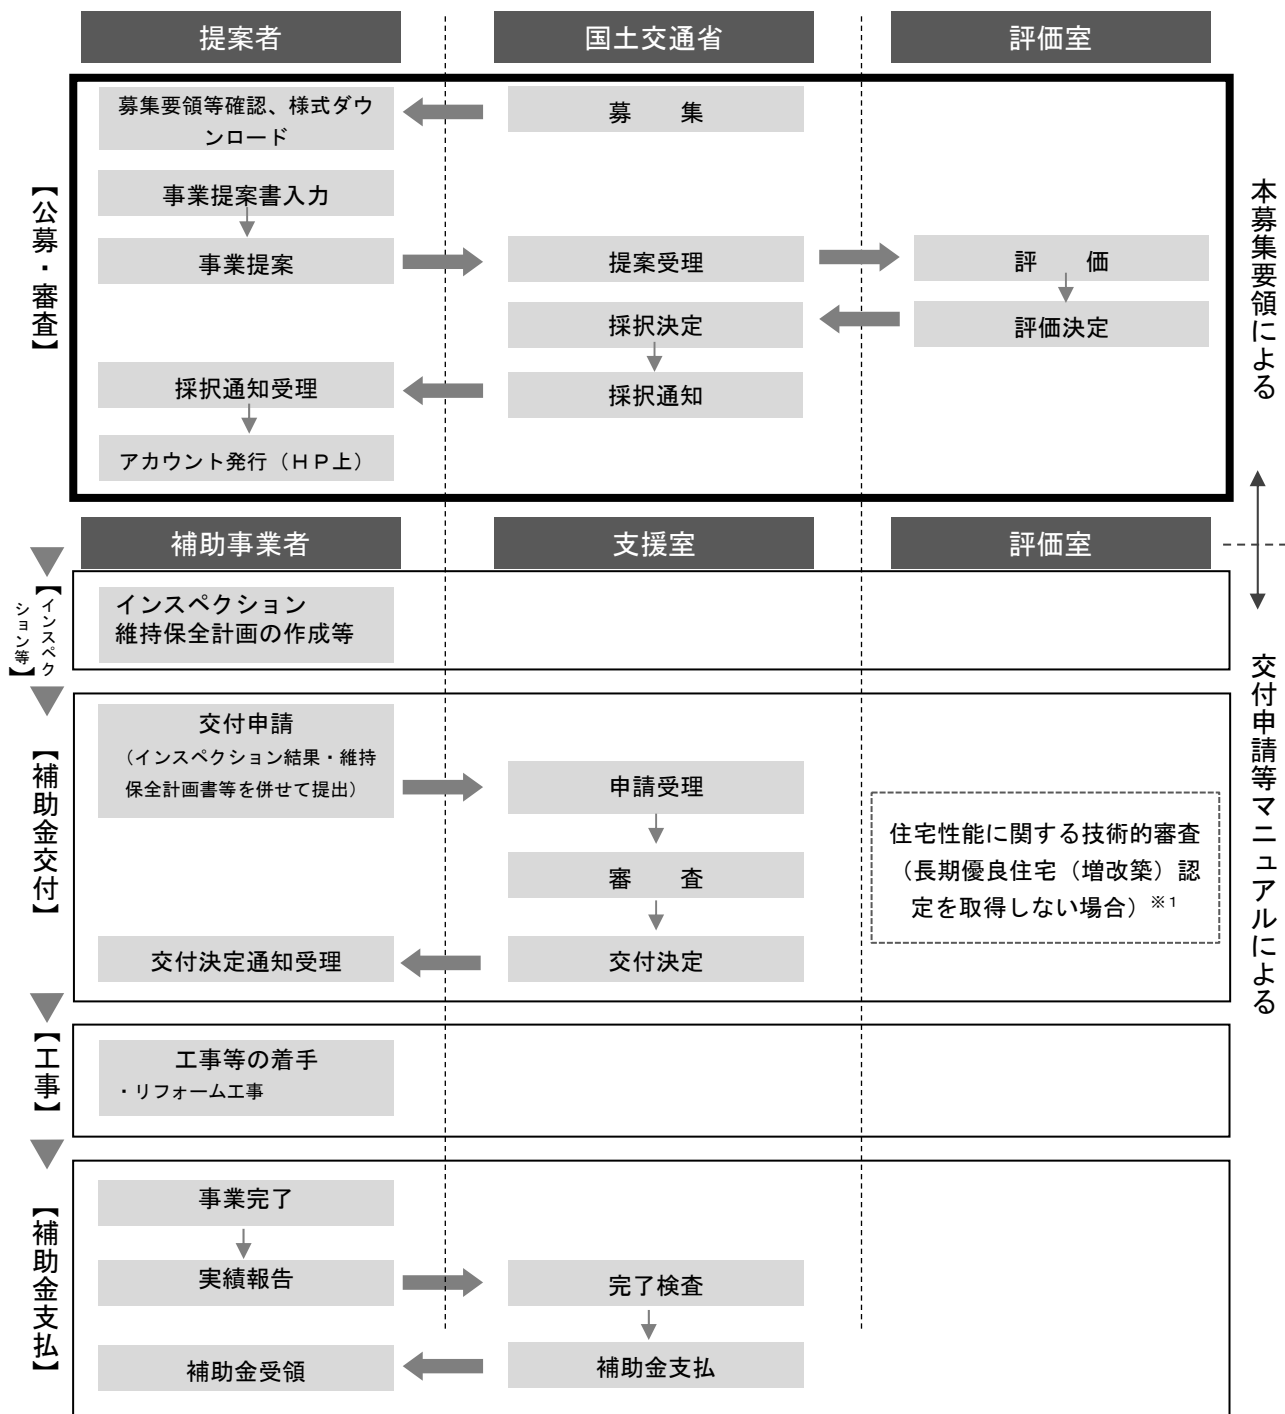 提案者
国土交通省
評価室
【公募・審査】
募集要領等確認、様式ダウ
ンロード
募　　集
事業提案書入力
事業提案
提案受理
評　　価
採択決定
評価決定
採択通知受理
採択通知
アカウント発行（ＨＰ上）
本募集要領による
補助事業者
支援室
評価室
【インスペク
ション等】
インスペクション
維持保全計画の作成等
【補助金交付】
交付申請
（インスペクション結果・維持
保全計画書等を併せて提出）
申請受理
審　　査
住宅性能に関する技術的審査
（長期優良住宅（増改築）認
定を取得しない場合）※1
交付決定通知受理
交付決定
交付申請等マニュアルによる
【工事】
工事等の着手
・リフォーム工事
【補助金支払】
事業完了
実績報告
完了検査
補助金受領
補助金支払